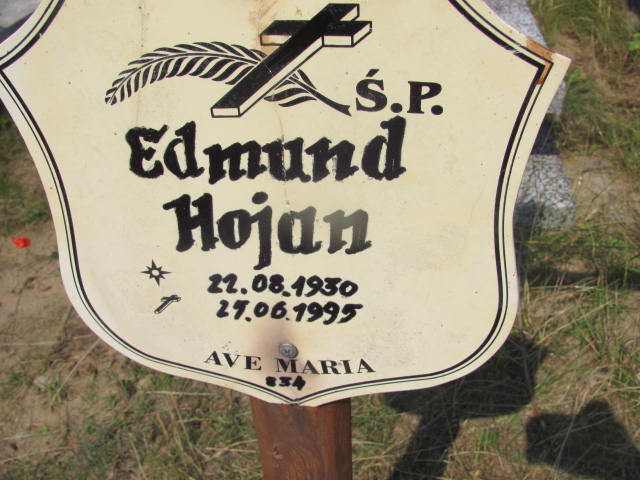 Ś.P.
Edmund
Hojan
22.08.1930
27.06.1995
AVE MARIA
834